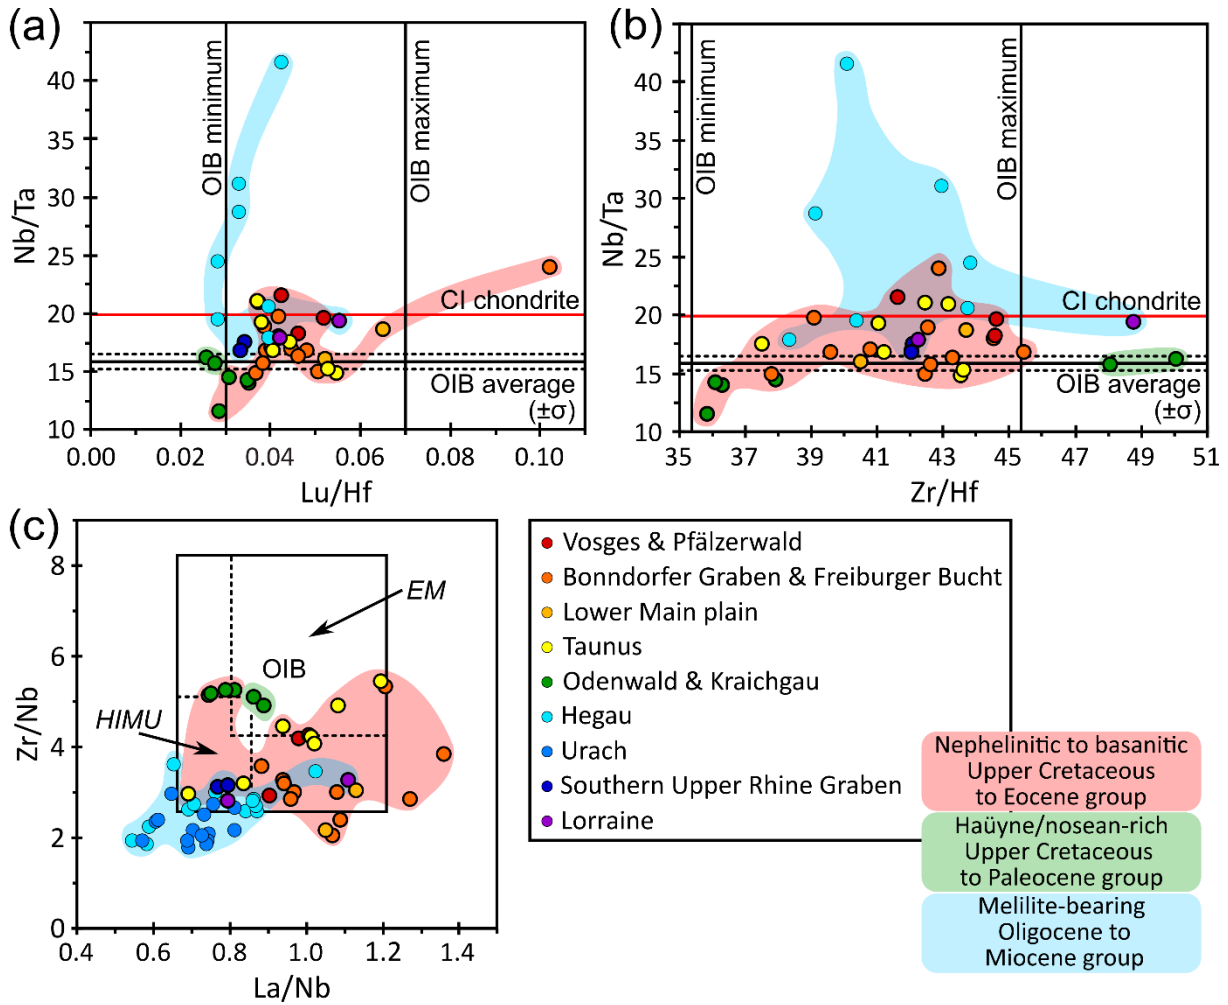 (a)
Nb/Ta
40
35
30
25
20
15
10
OIB minimum
OIB maximum
CI chondrite
OIB average
(±σ)
0.00
0.02
0.04
0.06
0.08
0.10
Lu/Hf
(b)
Nb/Ta
40
35
30
25
20
15
10
OIB minimum
OIB maximum
CI chondrite
OIB average
(±σ)
35
37
39
41
43
45
47
49
51
Zr/Hf
(c)
Zr/Nb
8
6
4
2
0
EM
OIB
HIMU
0.4
0.6
0.8
1.0
1.2
1.4
La/Nb
Vosges & Pfälzerwald
Bonndorfer Graben & Freiburger Bucht
Lower Main plain
Taunus
Odenwald & Kraichgau
Hegau
Urach
Southern Upper Rhine Graben
Lorraine
Nephelinitic to basanitic
Upper Cretaceous
to Eocene group
Haüyne/nosean-rich
Upper Cretaceous
to Paleocene group
Melilite-bearing
Oligocene to
Miocene group